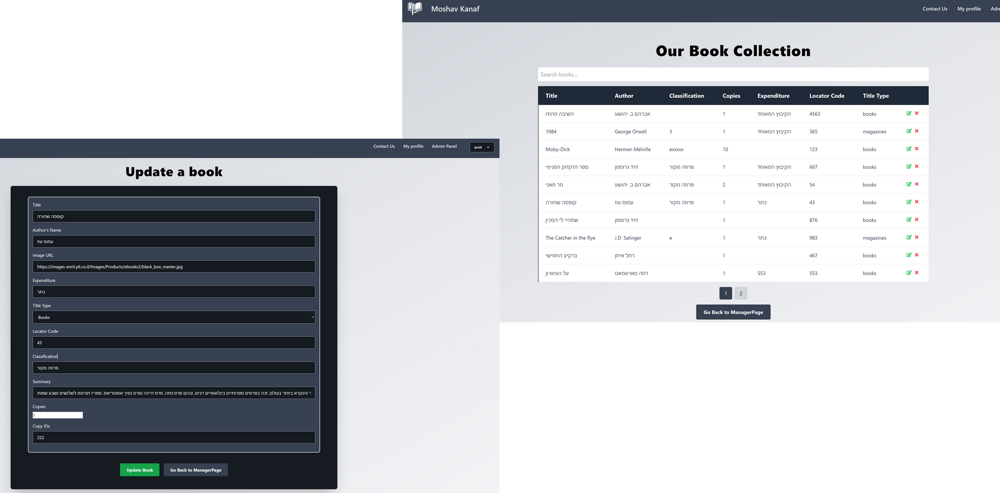 Moshav Kanaf
Contact Us My profile Adm
Our Book Collection
Search books...
Title Author Classification Copies Expenditure Locator Code Title Type
השיבה מהודו אברהם ב. יהושע 1 הקיבוץ המאוחד 4563 books
1984 George Orwell 3 1 הקיבוץ המאוחד 365 magazines
Moby-Dick Herman Melville exxxxx 10 123 books
ספר הדקדוק הפנימי דויד גרוסמן פרוזה מקור 1 הקיבוץ המאוחד 667 books
מר מאני אברהם ב. יהושע פרוזה מקור 2 הקיבוץ המאוחד 54 books
קופסה שחורה עמוס עוז פרוזה מקור 1 כתר 43 books
שתהיי לי הסכין דויד גרוסמן 1 876 books
The Catcher in the Rye J.D. Salinger e 1 כתר 983 magazines
ברקיע החמישי רחל איתן 1 467 books
על העיוורון ז'וזה סאראמאגו 1 553 553 books
1 2
Go Back to ManagerPage
Contact Us My profile Admin Panel amit
Update a book
Title
קופסה שחורה
Author's Name
עמוס עוז
Image URL
https://images-evrit.yit.co.il/Images/Products/ebooks2/black_box_master.jpg
Expenditure
כתר
Title Type
Books
Locator Code
43
Classification
פרוזה מקור
Summary
ר והנקרא ביותר בעולם, זכה בפרסים ספרותיים בינלאומיים רבים, ובהם פרס גתה, פרס היינה ופרס נסיך אסטוריאס. ספריו תורגמו לשלושים ושבע שפות
Copies
1
Copy IDs
222
Update Book Go Back to ManagerPage